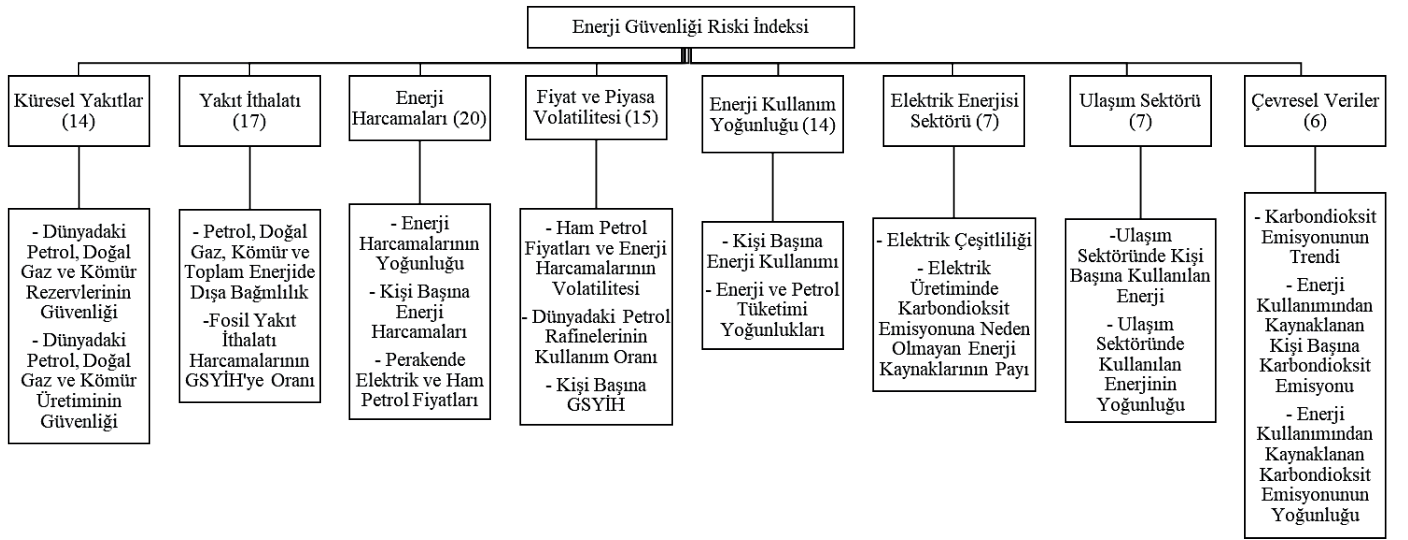 Enerji Güvenliği Riski İndeksi
Küresel Yakıtlar
(14)
Yakıt İthalatı
(17)
Enerji
Harcamaları (20)
Fiyat ve Piyasa
Volatilitesi (15)
Enerji Kullanım
Yoğunluğu (14)
Elektrik Enerjisi
Sektörü (7)
Ulaşım Sektörü
(7)
Çevresel Veriler
(6)
- Dünyadaki
Petrol, Doğal
Gaz ve Kömür
Rezervlerinin
Güvenliği
- Dünyadaki
Petrol, Doğal
Gaz ve Kömür
Üretiminin
Güvenliği
- Petrol, Doğal
Gaz, Kömür ve
Toplam Enerjide
Dışa Bağmlılık
-Fosil Yakıt
İthalatı
Harcamalarının
GSYİH'ye Oranı
- Enerji
Harcamalarının
Yoğunluğu
- Kişi Başına
Enerji
Harcamaları
- Perakende
Elektrik ve Ham
Petrol Fiyatları
- Ham Petrol
Fiyatları ve Enerji
Harcamalarının
Volatilitesi
- Dünyadaki Petrol
Rafinelerinin
Kullanım Oranı
- Kişi Başına
GSYİH
- Kişi Başına
Enerji Kullanımı
- Enerji ve Petrol
Tüketimi
Yoğunlukları
- Elektrik Çeşitliliği
- Elektrik
Üretiminde
Karbondioksit
Emisyonuna Neden
Olmayan Enerji
Kaynaklarının Payı
-Ulaşım
Sektöründe Kişi
Başına Kullanılan
Enerji
- Ulaşım
Sektöründe
Kullanılan
Enerjinin
Yoğunluğu
- Karbondioksit
Emisyonunun
Trendi
- Enerji
Kullanımından
Kaynaklanan
Kişi Başına
Karbondioksit
Emisyonu
- Enerji
Kullanımından
Kaynaklanan
Karbondioksit
Emisyonunun
Yoğunluğu